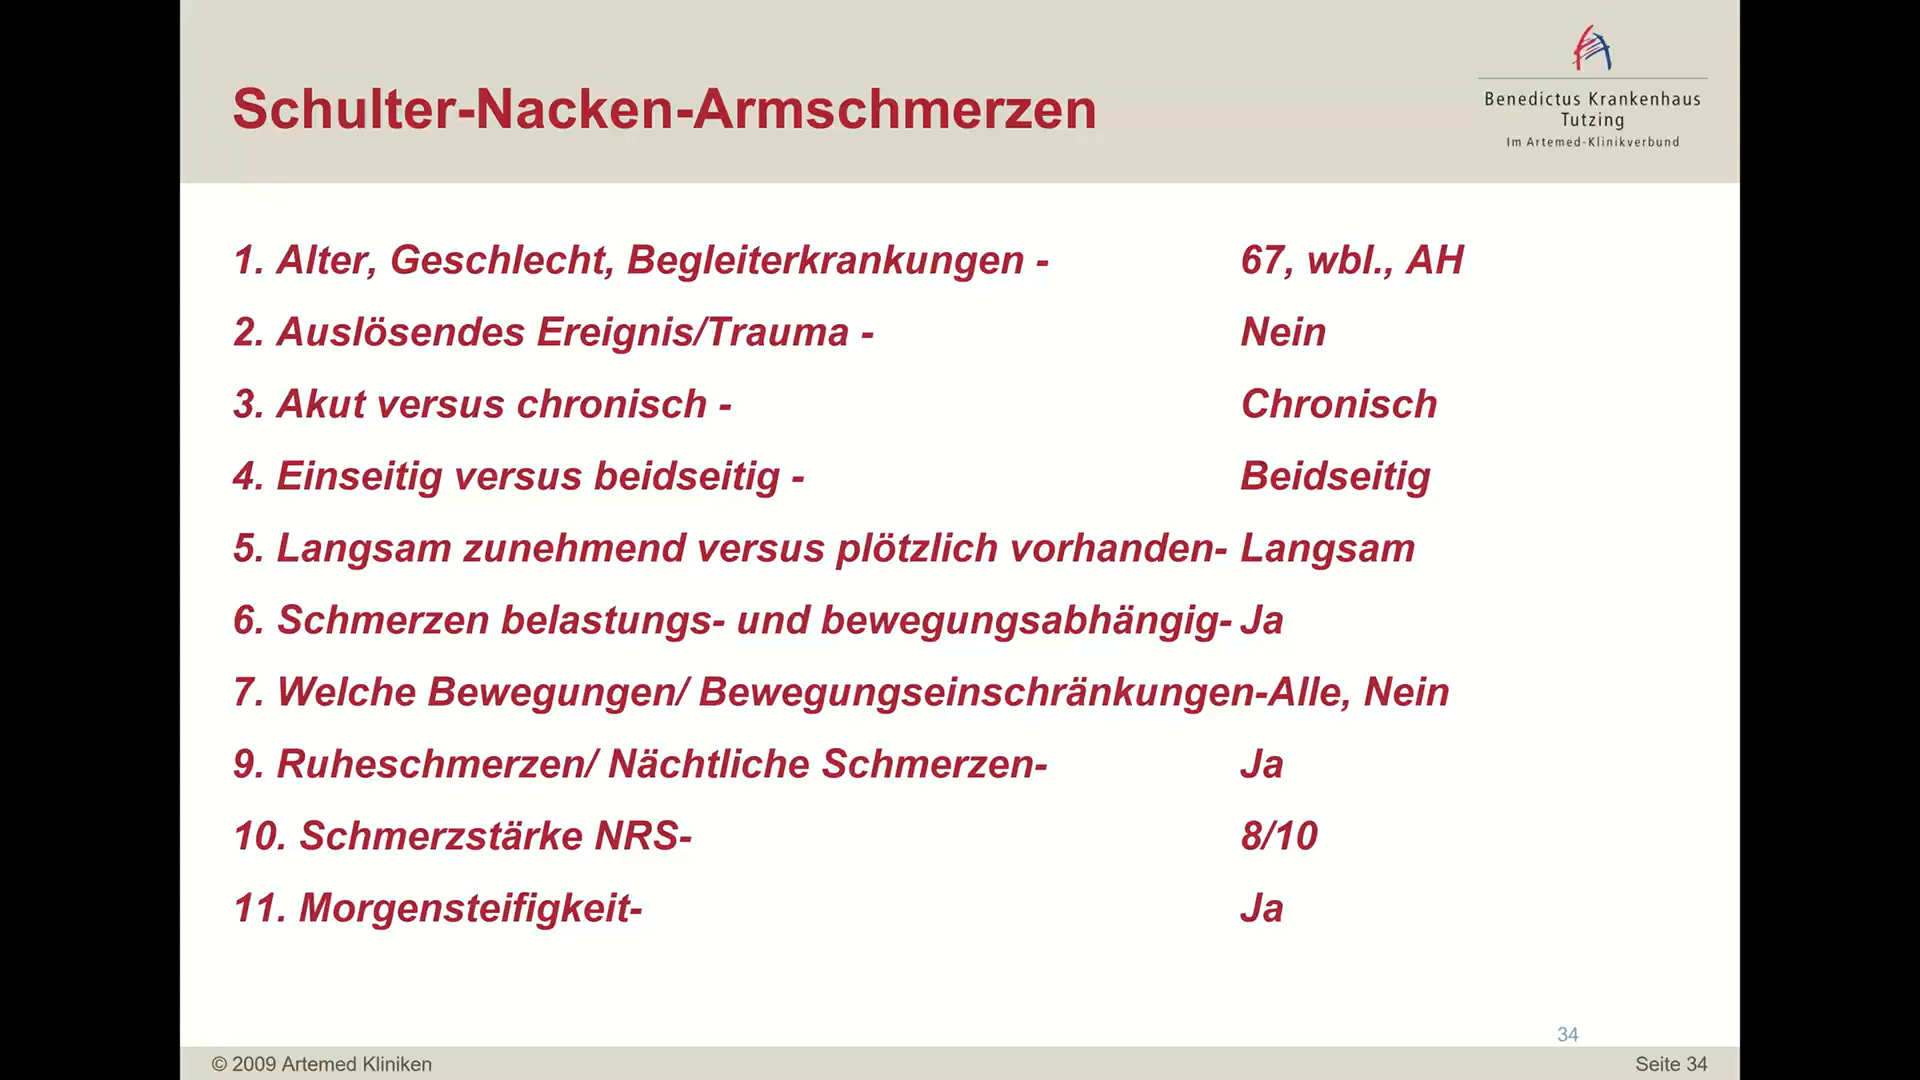 Schulter-Nacken-Armschmerzen
Benedictus Krankenhaus
Tutzing
Im Artemed-Klinikverbund
1. Alter, Geschlecht, Begleiterkrankungen - 67, wbl., AH
2. Auslösendes Ereignis/Trauma - Nein
3. Akut versus chronisch - Chronisch
4. Einseitig versus beidseitig - Beidseitig
5. Langsam zunehmend versus plötzlich vorhanden- Langsam
6. Schmerzen belastungs- und bewegungsabhängig- Ja
7. Welche Bewegungen/ Bewegungseinschränkungen-Alle, Nein
9. Ruheschmerzen/ Nächtliche Schmerzen- Ja
10. Schmerzstärke NRS- 8/10
11. Morgensteifigkeit- Ja
34
© 2009 Artemed Kliniken Seite 34